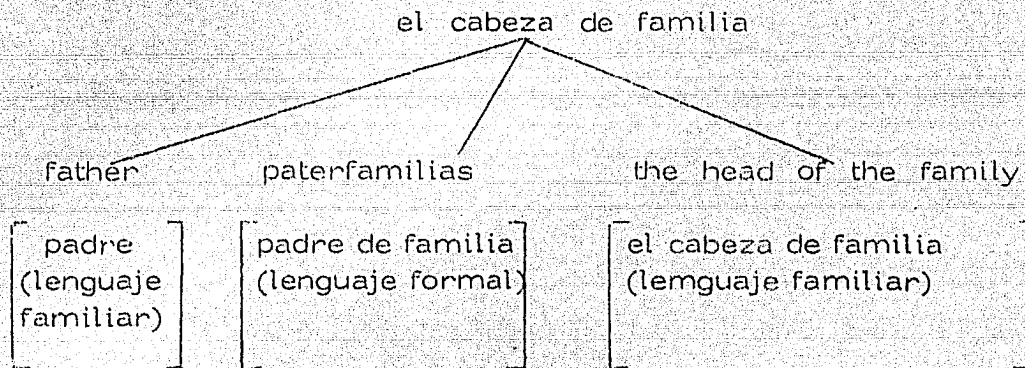 el cabeza de familia
father
paterfamilias
the head of the family
padre
(lenguaje
familiar)
padre de familia
(lenguaje formal)
el cabeza de familia
(lemguaje familiar)